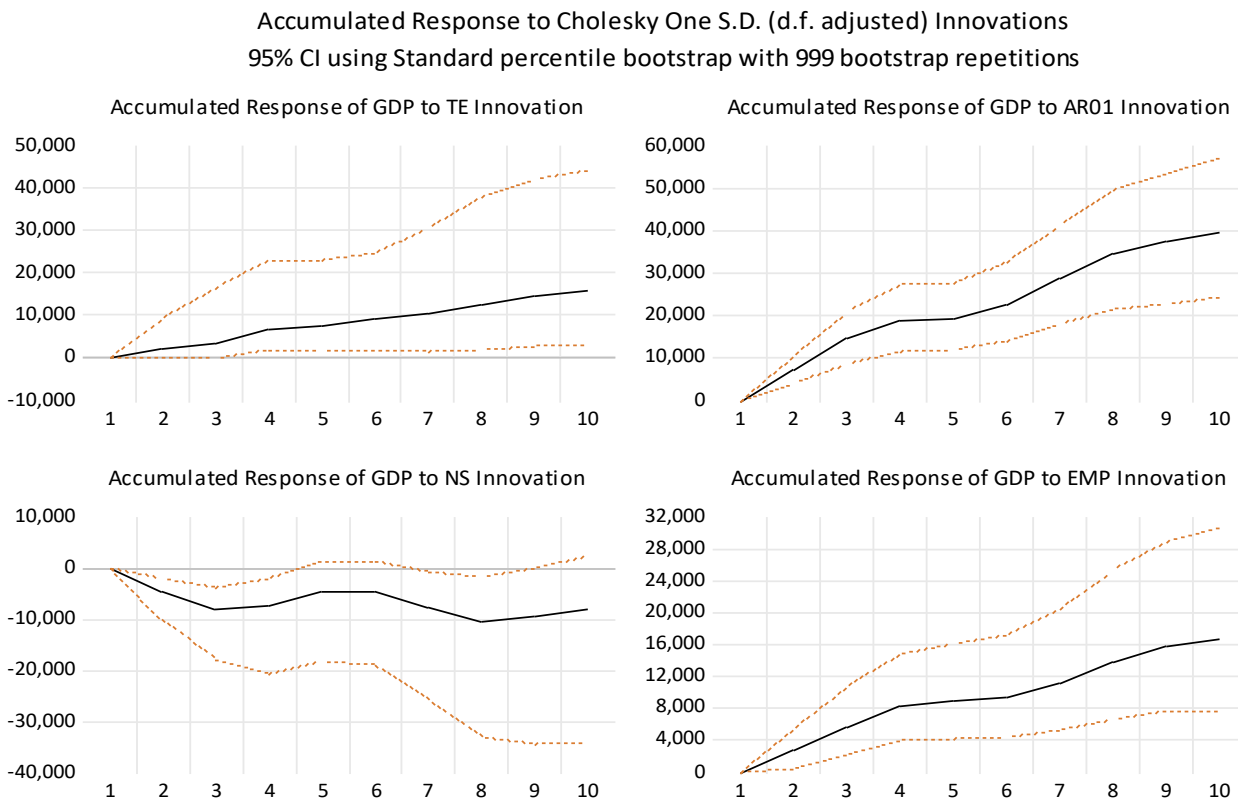 Accumulated Response to Cholesky One S.D. (d.f. adjusted) Innovations
95% CI using Standard percentile bootstrap with 999 bootstrap repetitions
Accumulated Response of GDP to TE Innovation
50,000
40,000
30,000
20,000
10,000
0
-10,000
1 2 3 4 5 6 7 8 9 10
Accumulated Response of GDP to AR01 Innovation
60,000
50,000
40,000
30,000
20,000
10,000
0
1 2 3 4 5 6 7 8 9 10
Accumulated Response of GDP to NS Innovation
10,000
0
-10,000
-20,000
-30,000
-40,000
1 2 3 4 5 6 7 8 9 10
Accumulated Response of GDP to EMP Innovation
32,000
28,000
24,000
20,000
16,000
12,000
8,000
4,000
0
1 2 3 4 5 6 7 8 9 10